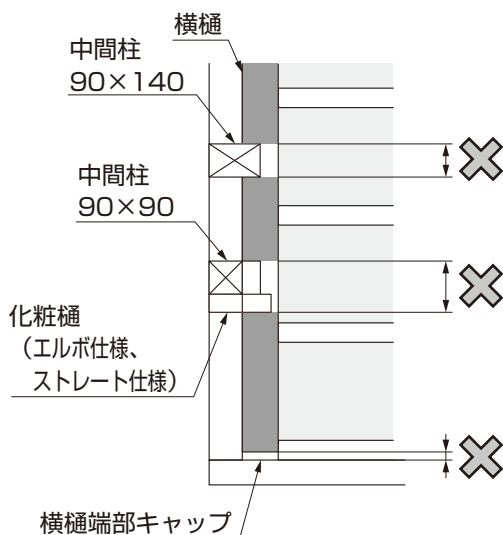 横樋
中間柱
90×140
中間柱
90×90
化粧樋
（エルボ仕様、
ストレート仕様）
横樋端部キャップ